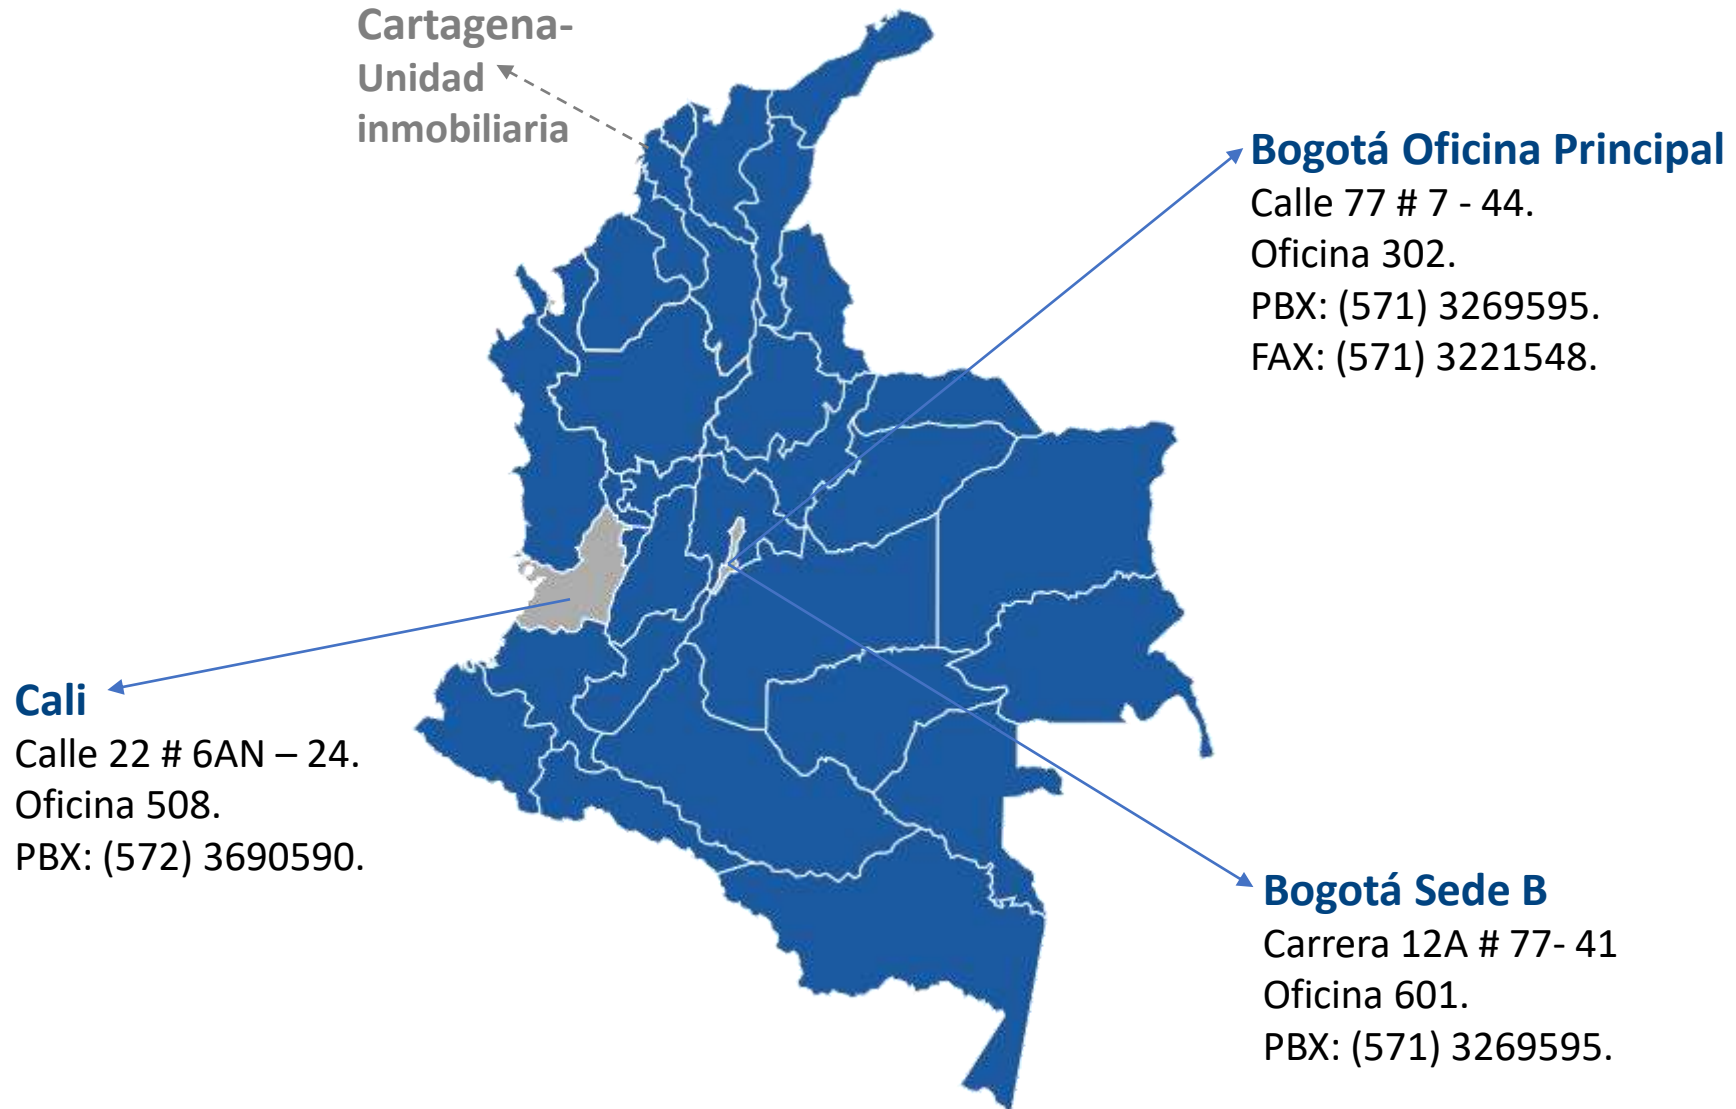 Cartagena-
Unidad
inmobiliaria
Bogotá Oficina Principal
Calle 77 # 7 - 44.
Oficina 302.
PBX: (571) 3269595.
FAX: (571) 3221548.
Cali
Calle 22 # 6AN – 24.
Oficina 508.
PBX: (572) 3690590.
Bogotá Sede B
Carrera 12A # 77- 41
Oficina 601.
PBX: (571) 3269595.